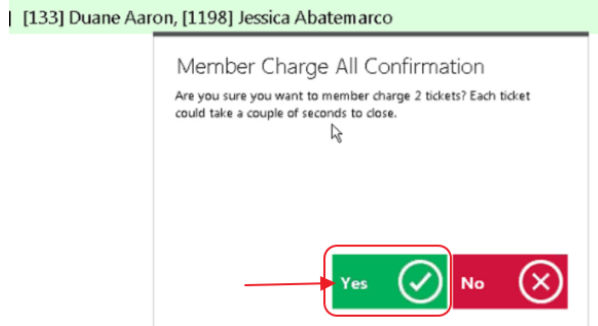 [133] Duane Aaron, [1198] Jessica Abatemarco
Member Charge All Confirmation
Are you sure you want to member charge 2 tickets? Each ticket
could take a couple of seconds to close.
Yes
No